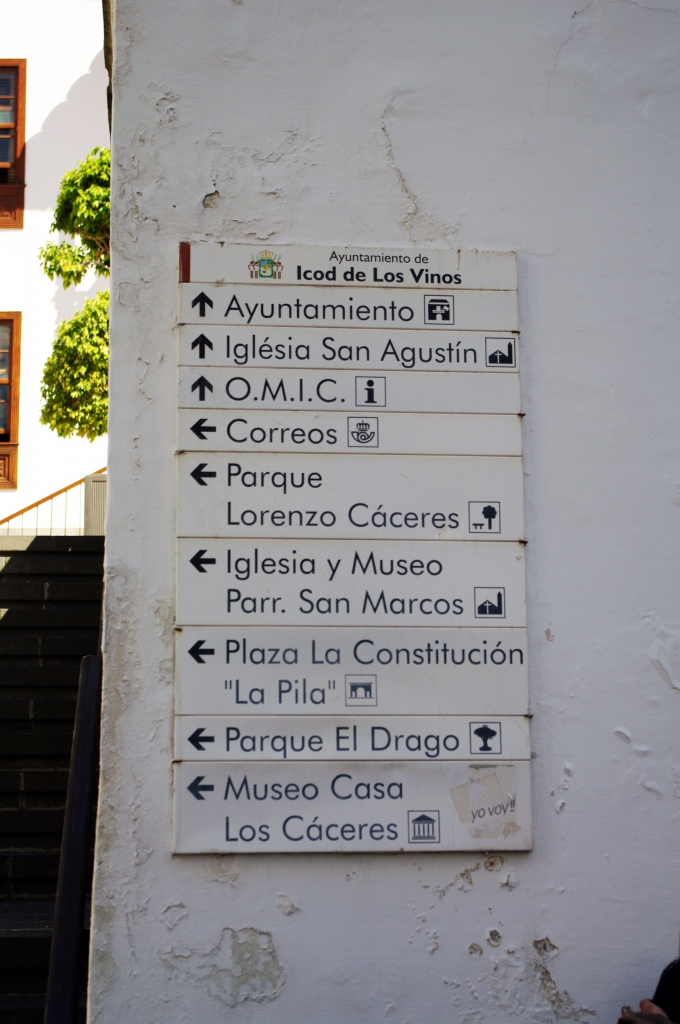 Ayuntamiento de
Icod de Los Vinos
Ayuntamiento
Iglésia San Agustín
O.M.I.C.
Correos
Parque
Lorenzo Cáceres
Iglesia y Museo
Parr. San Marcos
Plaza La Constitución
"La Pila"
Parque El Drago
Museo Casa
Los Cáceres
yo voy!!